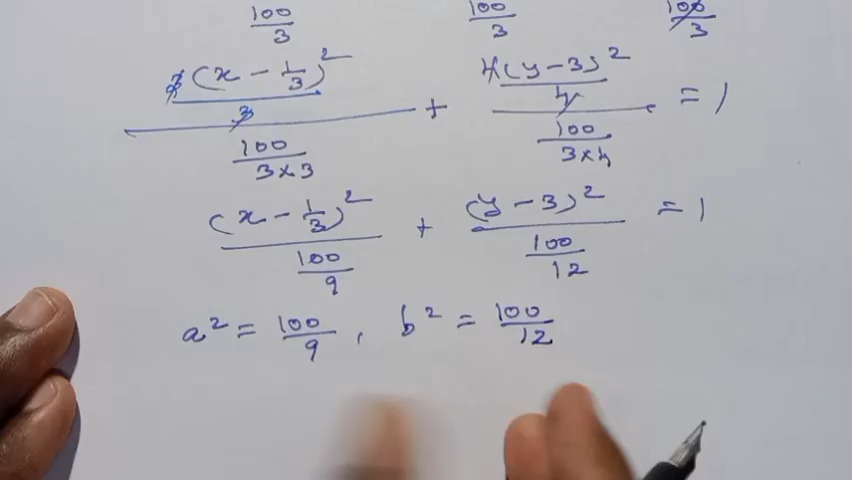 100/3 100/3 100/3
3(x - 1/3)²/3 / 100/3×3 + 4(y - 3)²/4 / 100/3×4 = 1
(x - 1/3)² / 100/9 + (y - 3)² / 100/12 = 1
a² = 100/9 , b² = 100/12